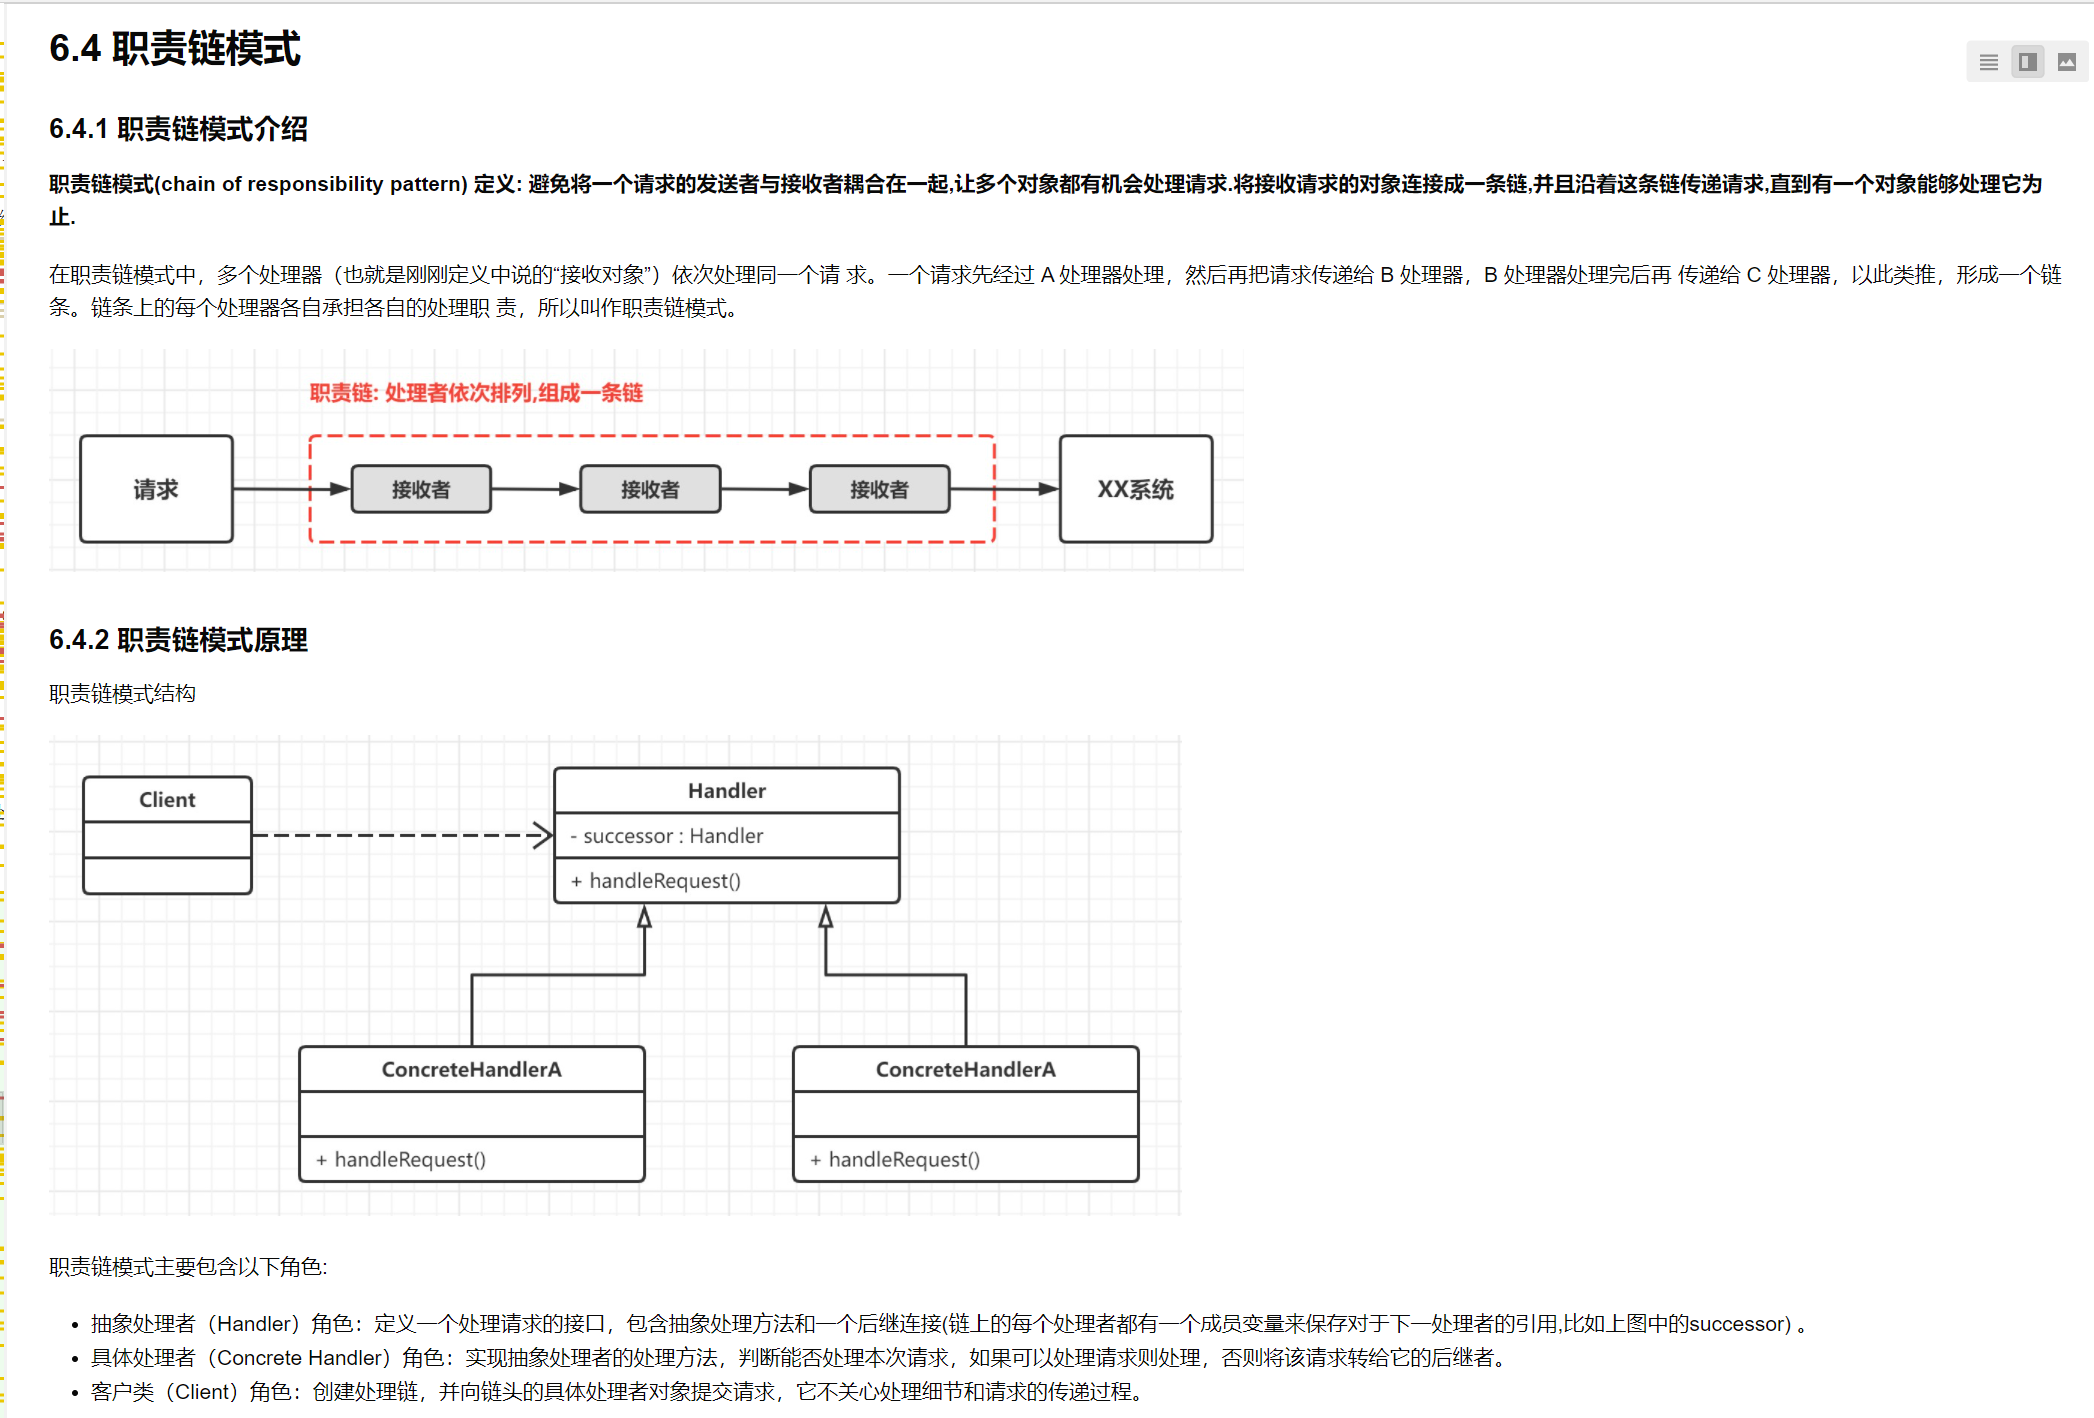 6.4 职责链模式
6.4.1 职责链模式介绍
职责链模式(chain of responsibility pattern) 定义: 避免将一个请求的发送者与接收者耦合在一起,让多个对象都有机会处理请求.将接收请求的对象连接成一条链,并且沿着这条链传递请求,直到有一个对象能够处理它为
止.
在职责链模式中，多个处理器（也就是刚刚定义中说的“接收对象”）依次处理同一个请 求。一个请求先经过 A 处理器处理，然后再把请求传递给 B 处理器，B 处理器处理完后再 传递给 C 处理器，以此类推，形成一个链
条。链条上的每个处理器各自承担各自的处理职 责，所以叫作职责链模式。
职责链: 处理者依次排列,组成一条链
请求
接收者
接收者
接收者
XX系统
6.4.2 职责链模式原理
职责链模式结构
Client
Handler
- successor : Handler
+ handleRequest()
ConcreteHandlerA
+ handleRequest()
ConcreteHandlerA
+ handleRequest()
职责链模式主要包含以下角色:
• 抽象处理者（Handler）角色：定义一个处理请求的接口，包含抽象处理方法和一个后继连接(链上的每个处理者都有一个成员变量来保存对于下一处理者的引用,比如上图中的successor) 。
• 具体处理者（Concrete Handler）角色：实现抽象处理者的处理方法，判断能否处理本次请求，如果可以处理请求则处理，否则将该请求转给它的后继者。
• 客户类（Client）角色：创建处理链，并向链头的具体处理者对象提交请求，它不关心处理细节和请求的传递过程。